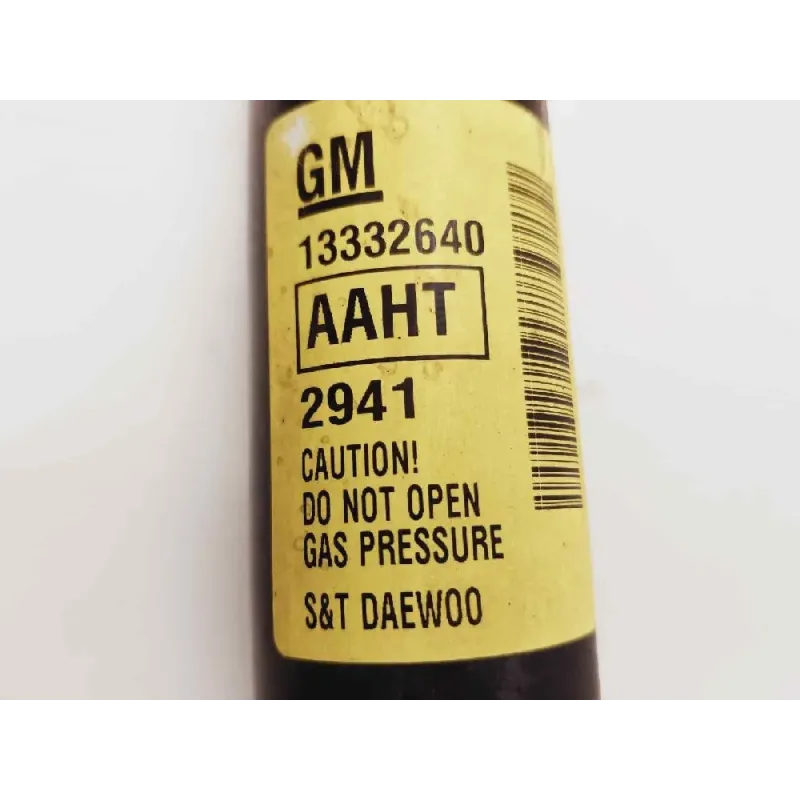 GM
13332640
AAHT
2941
CAUTION!
DO NOT OPEN
GAS PRESSURE
S&T DAEWOO